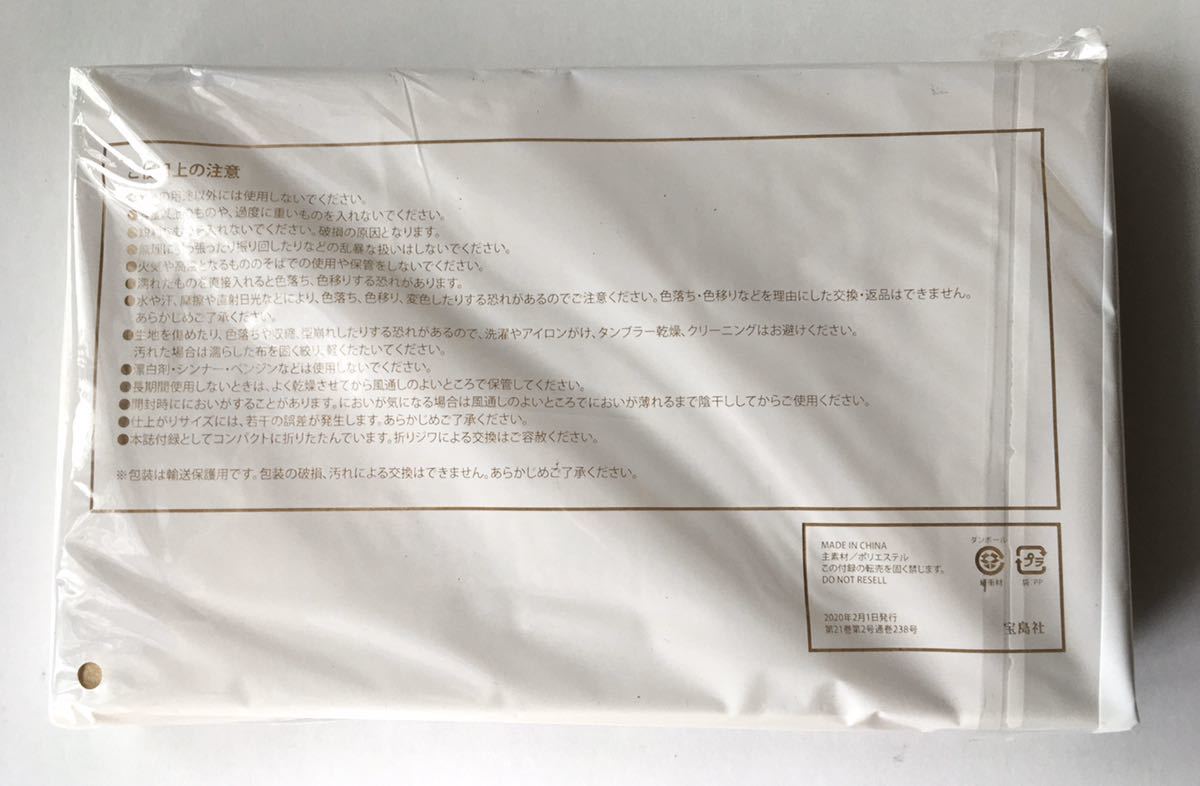 ご使用上の注意
●本来の用途以外には使用しないでください。
のものや、過度に重いものを入れないでください。
入れないでください。破損の原因となります。
●無理に引っ張ったり振り回したりなどの乱暴な扱いはしないでください。
●火気や高温となるもののそばでの使用や保管をしないでください。
●濡れたものを直接入れると色落ち、色移りする恐れがあります。
●水や汗、摩擦や直射日光などにより、色落ち、色移り、変色したりする恐れがあるのでご注意ください。色落ち・色移りなどを理由にした交換・返品はできません。
あらかじめご了承ください。
●生地を傷めたり、色落ちや収縮、型崩れしたりする恐れがあるので、洗濯やアイロンがけ、タンブラー乾燥、クリーニングはお避けください。
汚れた場合は濡らした布を固く絞り、軽くたたいてください。
●漂白剤・シンナー・ベンジンなどは使用しないでください。
●長期間使用しないときは、よく乾燥させてから風通しのよいところで保管してください。
●開封時ににおいがすることがあります。においが気になる場合は風通しのよいところでにおいが薄れるまで陰干ししてからご使用ください。
●仕上がりサイズには、若干の誤差が発生します。あらかじめご了承ください。
●本誌付録としてコンパクトに折りたたんでいます。折りジワによる交換はご容赦ください。
※包装は輸送保護用です。包装の破損、汚れによる交換はできません。あらかじめご了承ください。
MADE IN CHINA
主素材／ポリエステル
この付録の転売を固く禁じます。
DO NOT RESELL
ダンボール
緩衝材
プラ
袋:PP
2020年2月1日発行
第21巻第2号通巻238号
宝島社